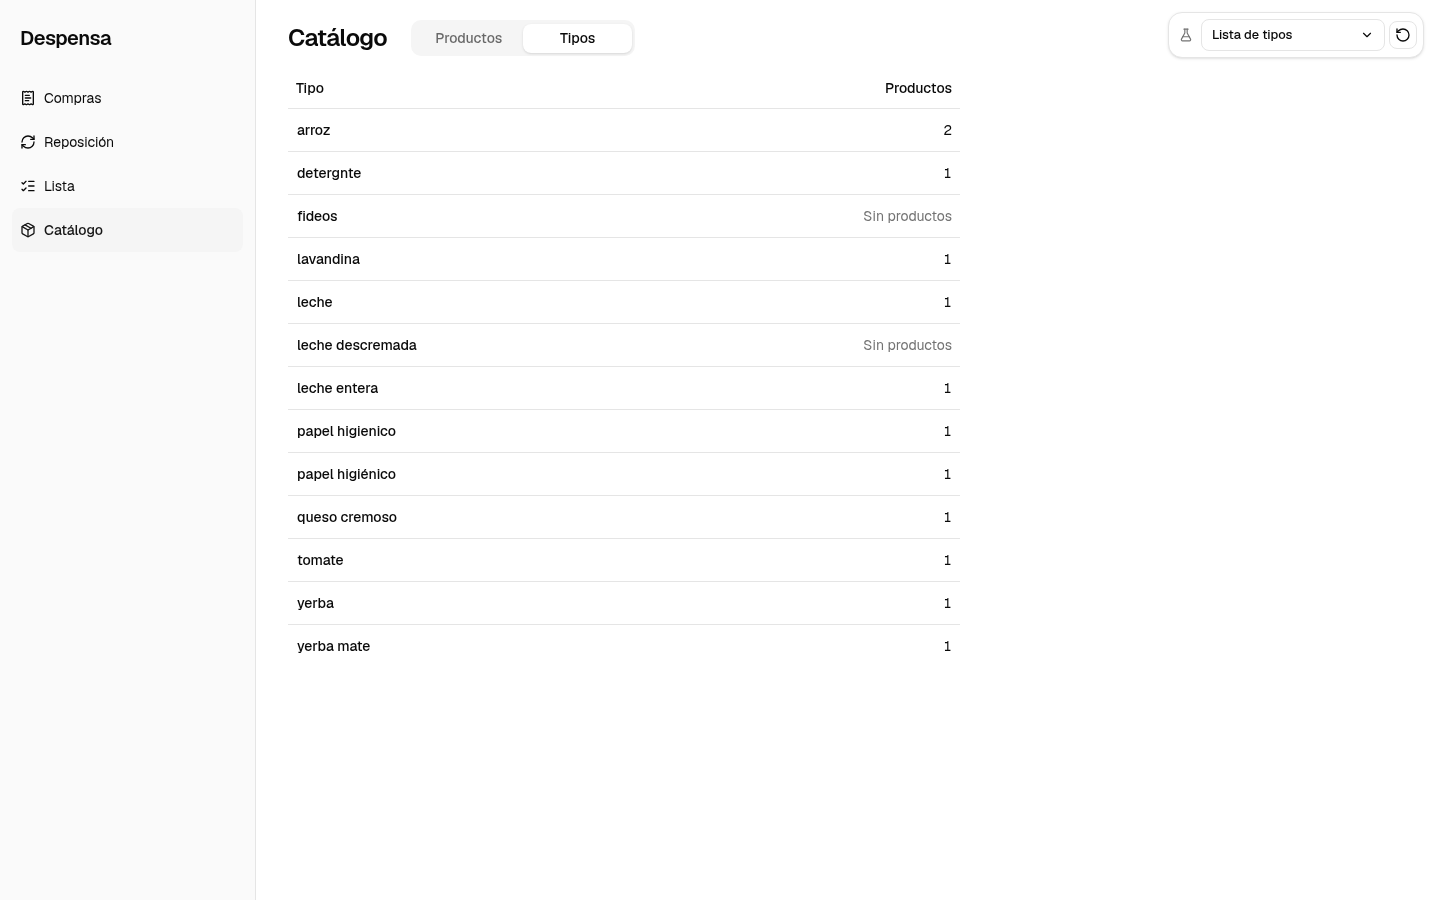 Despensa
Compras
Reposición
Lista
Catálogo
Catálogo
Productos Tipos
Lista de tipos
Tipo Productos
arroz 2
detergnte 1
fideos Sin productos
lavandina 1
leche 1
leche descremada Sin productos
leche entera 1
papel higienico 1
papel higiénico 1
queso cremoso 1
tomate 1
yerba 1
yerba mate 1